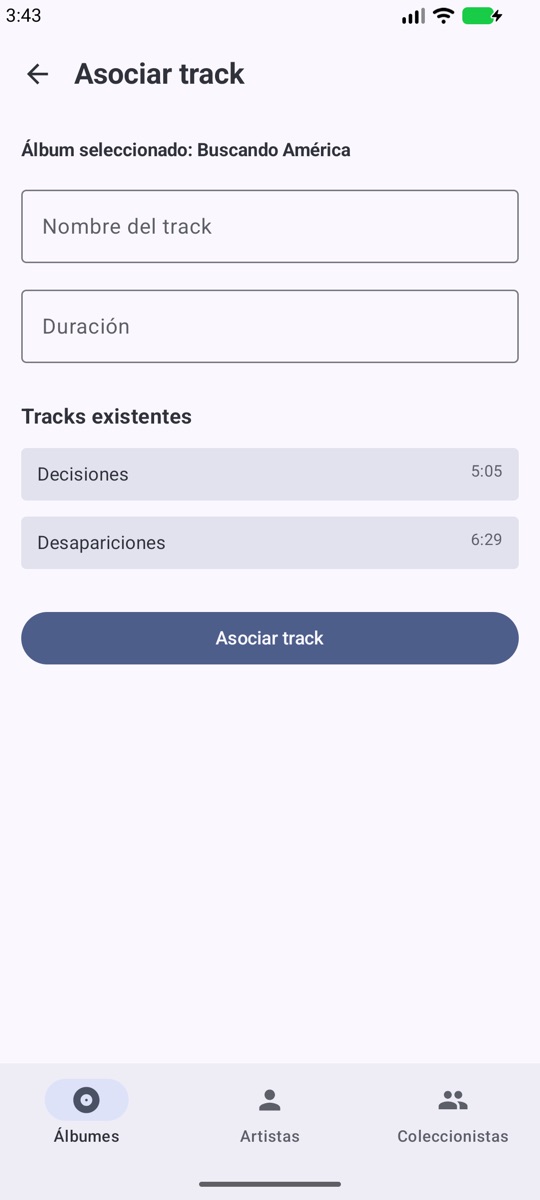 3:43
Asociar track
Álbum seleccionado: Buscando América
Nombre del track
Duración
Tracks existentes
Decisiones 5:05
Desapariciones 6:29
Asociar track
Álbumes Artistas Coleccionistas